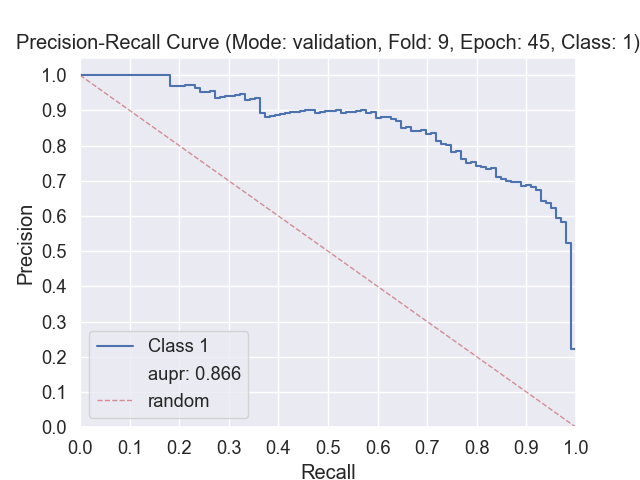 Precision-Recall Curve (Mode: validation, Fold: 9, Epoch: 45, Class: 1)
1.0
0.9
0.8
0.7
0.6
0.5
0.4
0.3
0.2
0.1
0.0
Precision
Class 1
aupr: 0.866
random
0.0 0.1 0.2 0.3 0.4 0.5 0.6 0.7 0.8 0.9 1.0
Recall